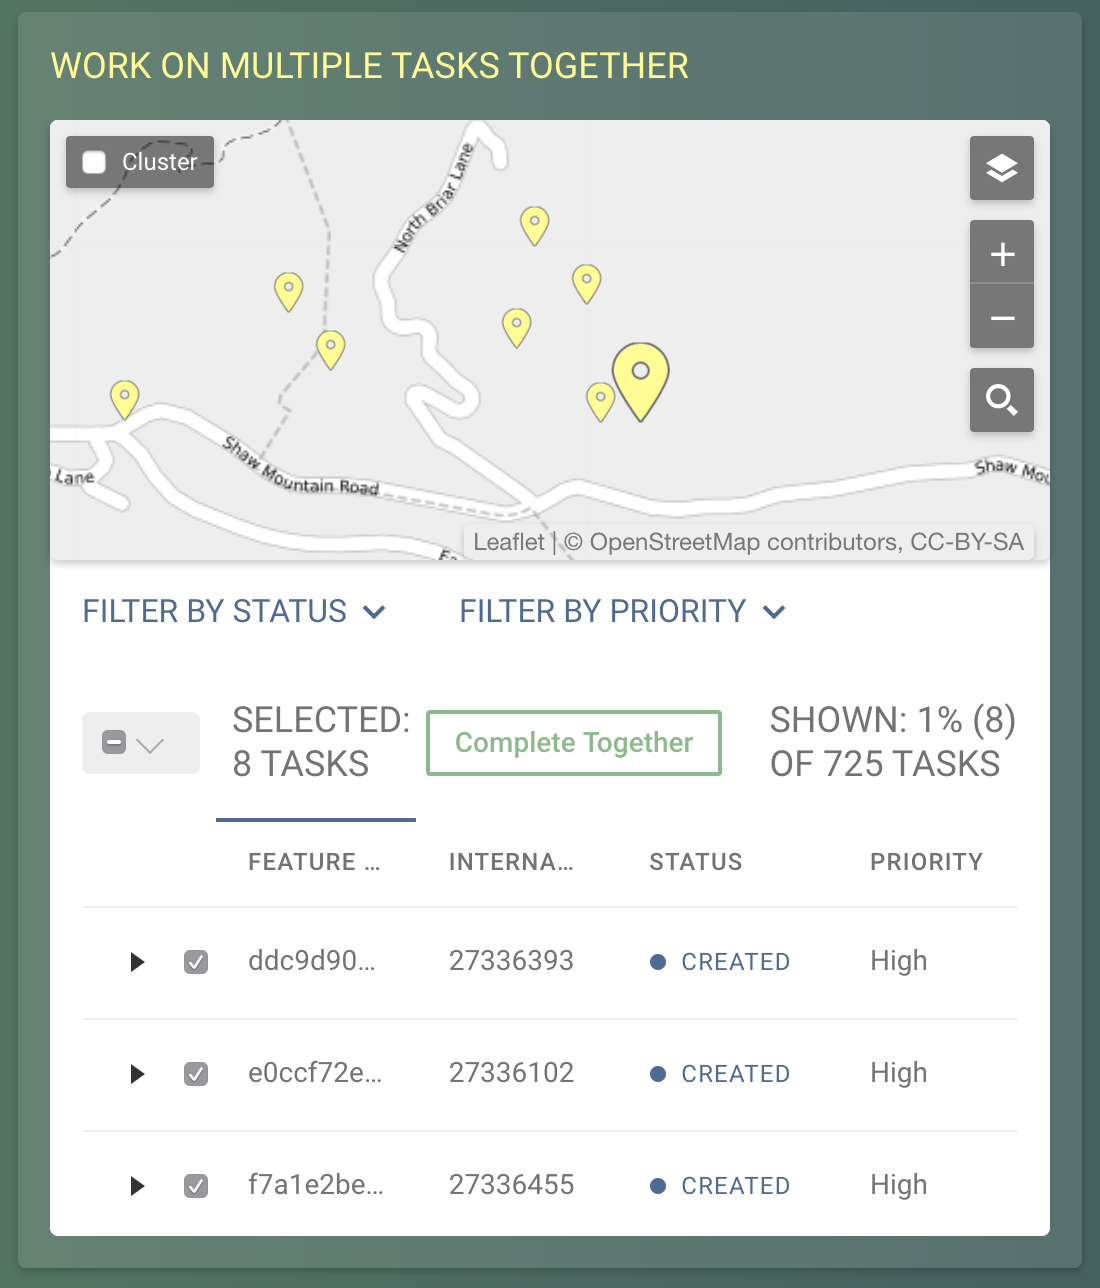 WORK ON MULTIPLE TASKS TOGETHER
Cluster
North Briar Lane
Shaw Mountain Road
Shaw Mou
Lane
Ea
Leaflet | © OpenStreetMap contributors, CC-BY-SA
FILTER BY STATUS FILTER BY PRIORITY
SELECTED: 8 TASKS
Complete Together
SHOWN: 1% (8) OF 725 TASKS
FEATURE ... INTERNA... STATUS PRIORITY
ddc9d90... 27336393 CREATED High
e0ccf72e... 27336102 CREATED High
f7a1e2be... 27336455 CREATED High